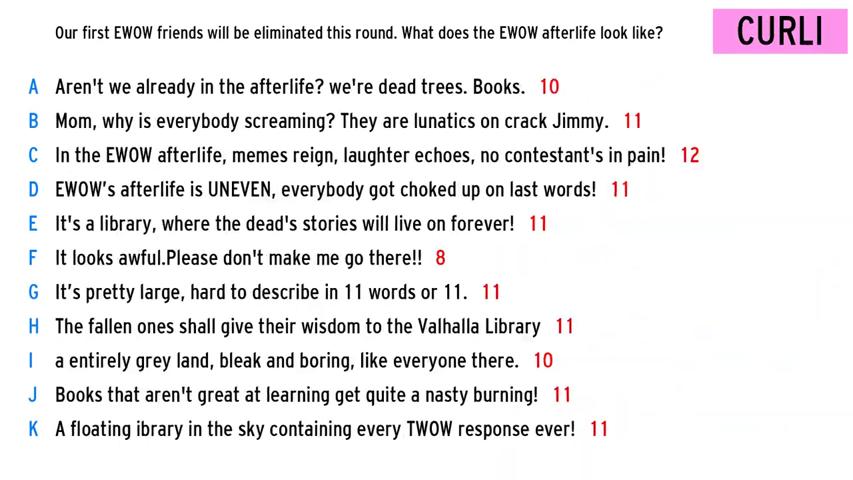 Our first EWOW friends will be eliminated this round. What does the EWOW afterlife look like?
CURLI
A Aren't we already in the afterlife? we're dead trees. Books. 10
B Mom, why is everybody screaming? They are lunatics on crack Jimmy. 11
C In the EWOW afterlife, memes reign, laughter echoes, no contestant's in pain! 12
D EWOW’s afterlife is UNEVEN, everybody got choked up on last words! 11
E It's a library, where the dead's stories will live on forever! 11
F It looks awful.Please don't make me go there!! 8
G It’s pretty large, hard to describe in 11 words or 11. 11
H The fallen ones shall give their wisdom to the Valhalla Library 11
I a entirely grey land, bleak and boring, like everyone there. 10
J Books that aren't great at learning get quite a nasty burning! 11
K A floating ibrary in the sky containing every TWOW response ever! 11